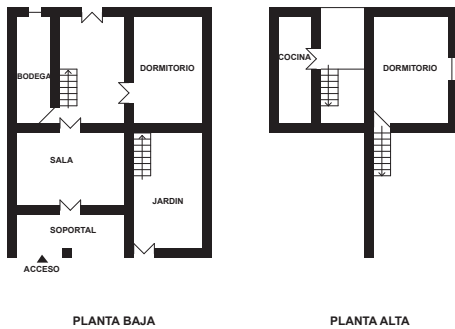 BODEGA
DORMITORIO
COCINA
DORMITORIO
SALA
JARDIN
SOPORTAL
ACCESO
PLANTA BAJA
PLANTA ALTA